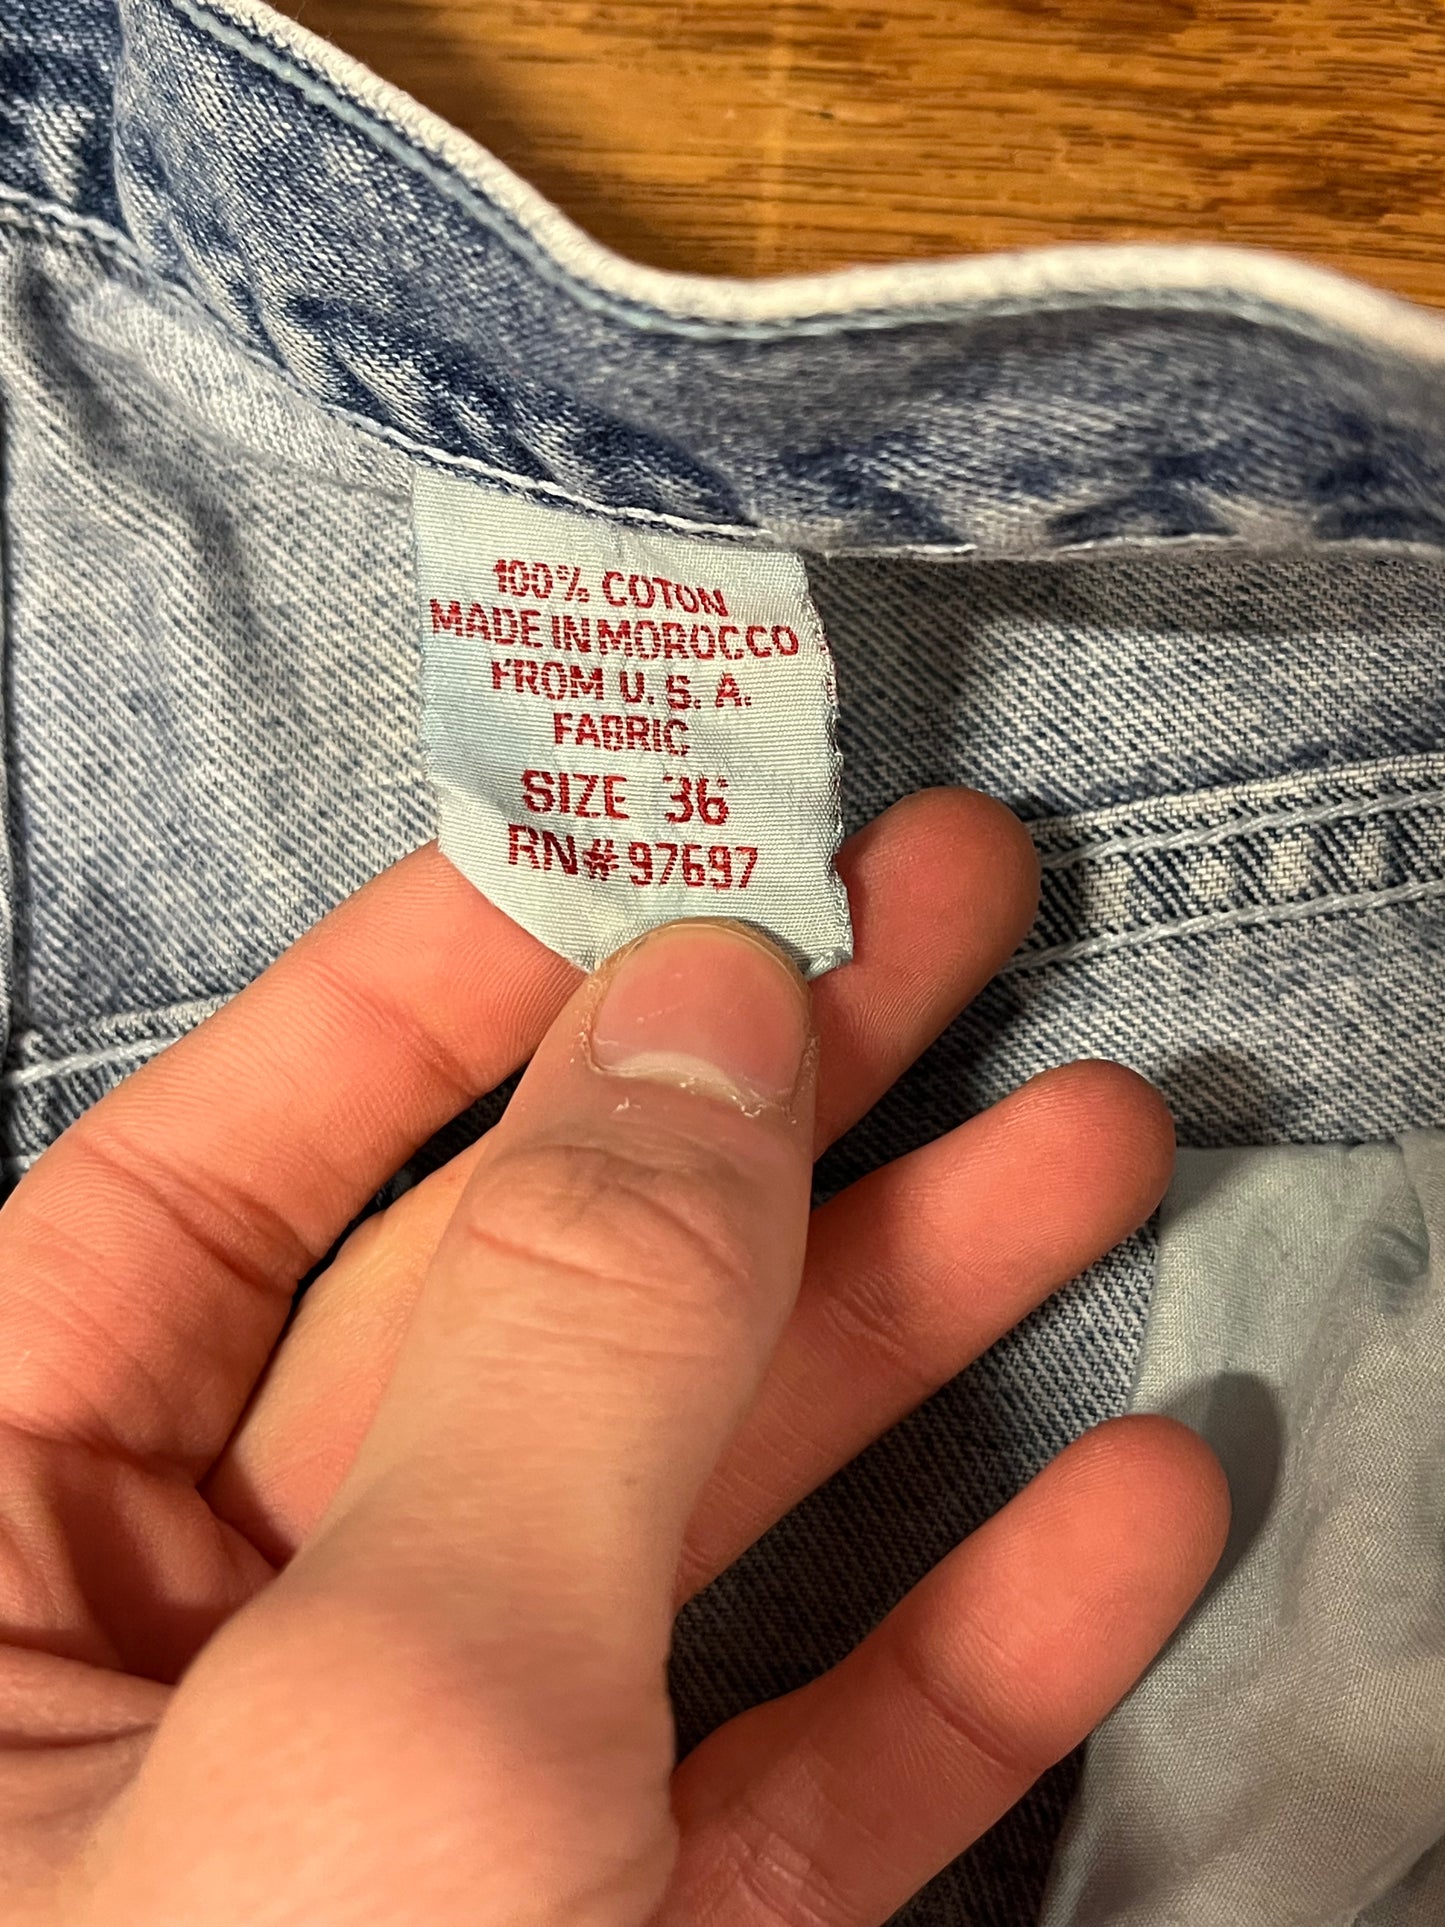 100% COTON
MADE IN MOROCCO
FROM U.S.A.
FABRIC
SIZE 36
RN# 97697